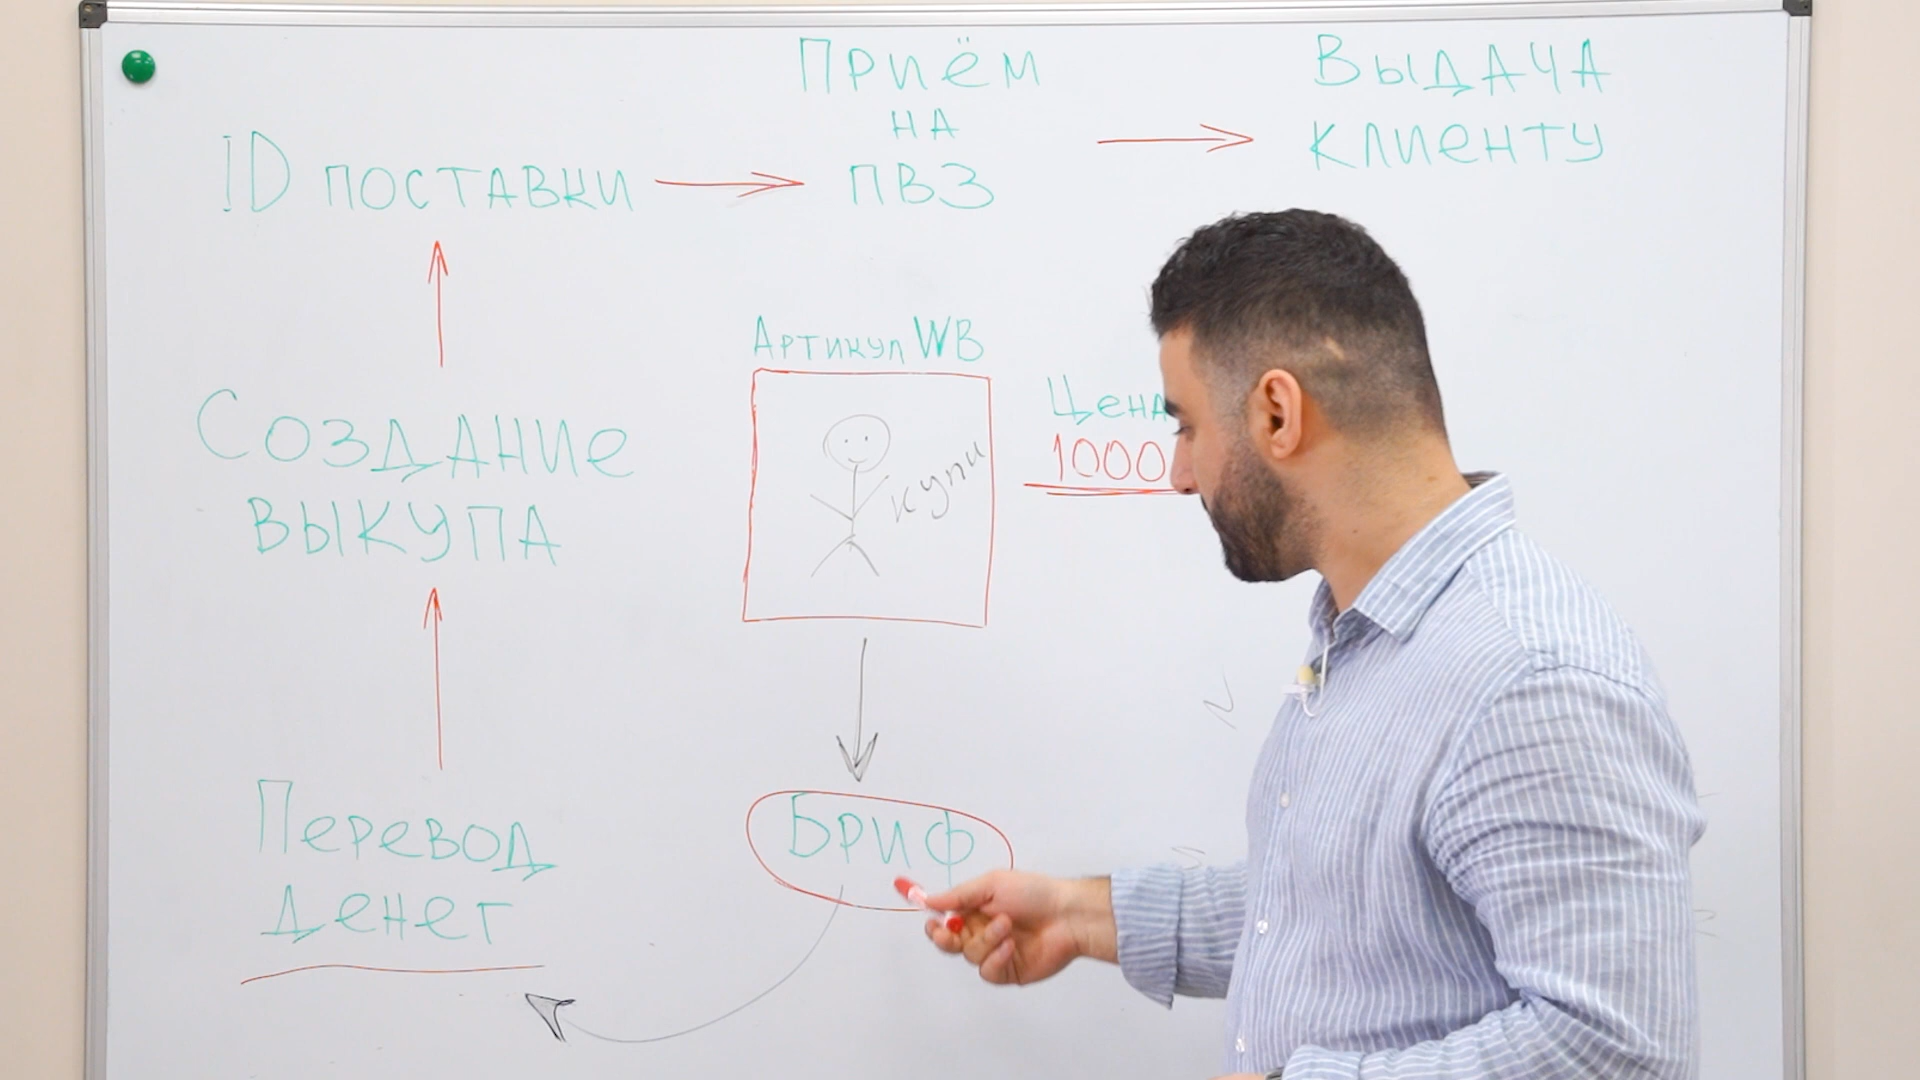 Приём
на
ПВЗ
Выдача
клиенту
ID поставки
Артикул WB
Цена
1000
купи
Создание
выкупа
Бриф
Перевод
денег